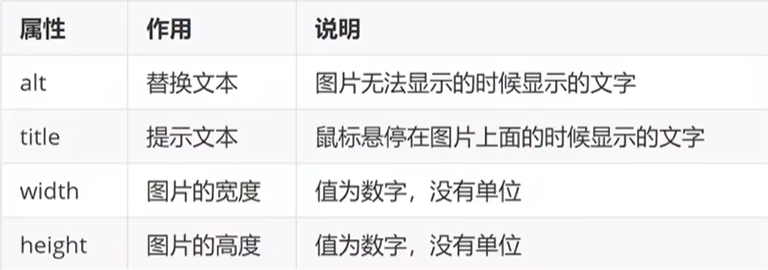 属性 作用 说明
alt 替换文本 图片无法显示的时候显示的文字
title 提示文本 鼠标悬停在图片上面的时候显示的文字
width 图片的宽度 值为数字，没有单位
height 图片的高度 值为数字，没有单位